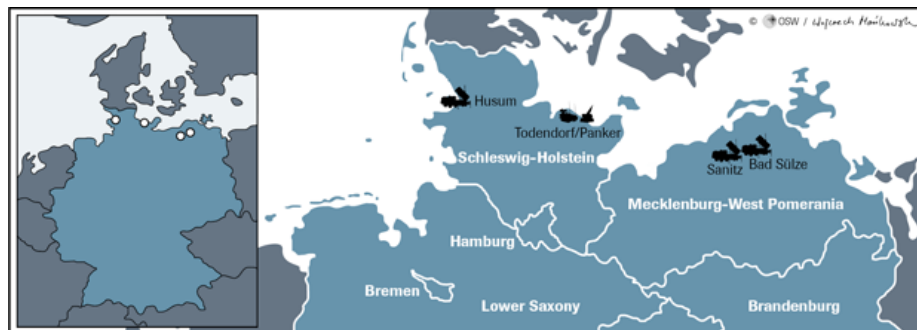 © OSW /
Husum
Todendorf/Panker
Schleswig-Holstein
Sanitz
Bad Sülze
Mecklenburg-West Pomerania
Hamburg
Bremen
Lower Saxony
Brandenburg